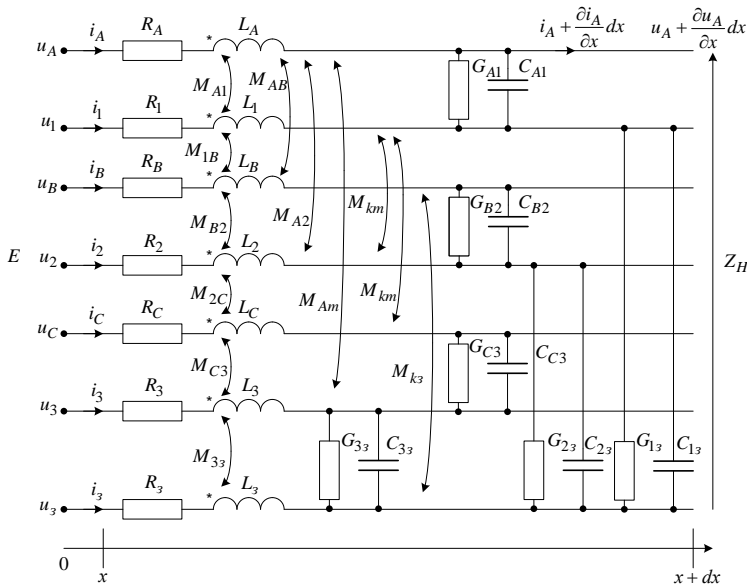 u_A i_A R_A * L_A i_A + ∂i_A/∂x dx u_A + ∂u_A/∂x dx
M_A1 M_AB G_A1 C_A1
u_1 i_1 R_1 * L_1
M_1B
u_B i_B R_B * L_B
M_B2 M_A2 M_km G_B2 C_B2
E u_2 i_2 R_2 * L_2 Z_H
M_2C M_Am M_km
u_C i_C R_C * L_C
M_C3 M_kз G_C3 C_C3
u_3 i_3 R_3 * L_3
M_3з G_3з C_3з G_2з C_2з G_1з C_1з
u_з i_з R_з * L_з
0 x x + dx